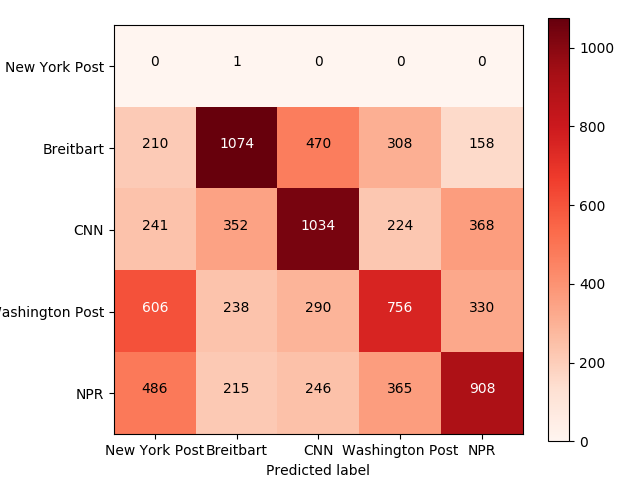 New York Post 0 1 0 0 0
Breitbart 210 1074 470 308 158
CNN 241 352 1034 224 368
ashington Post 606 238 290 756 330
NPR 486 215 246 365 908
New York Post Breitbart CNN Washington Post NPR
Predicted label
1000
800
600
400
200
0